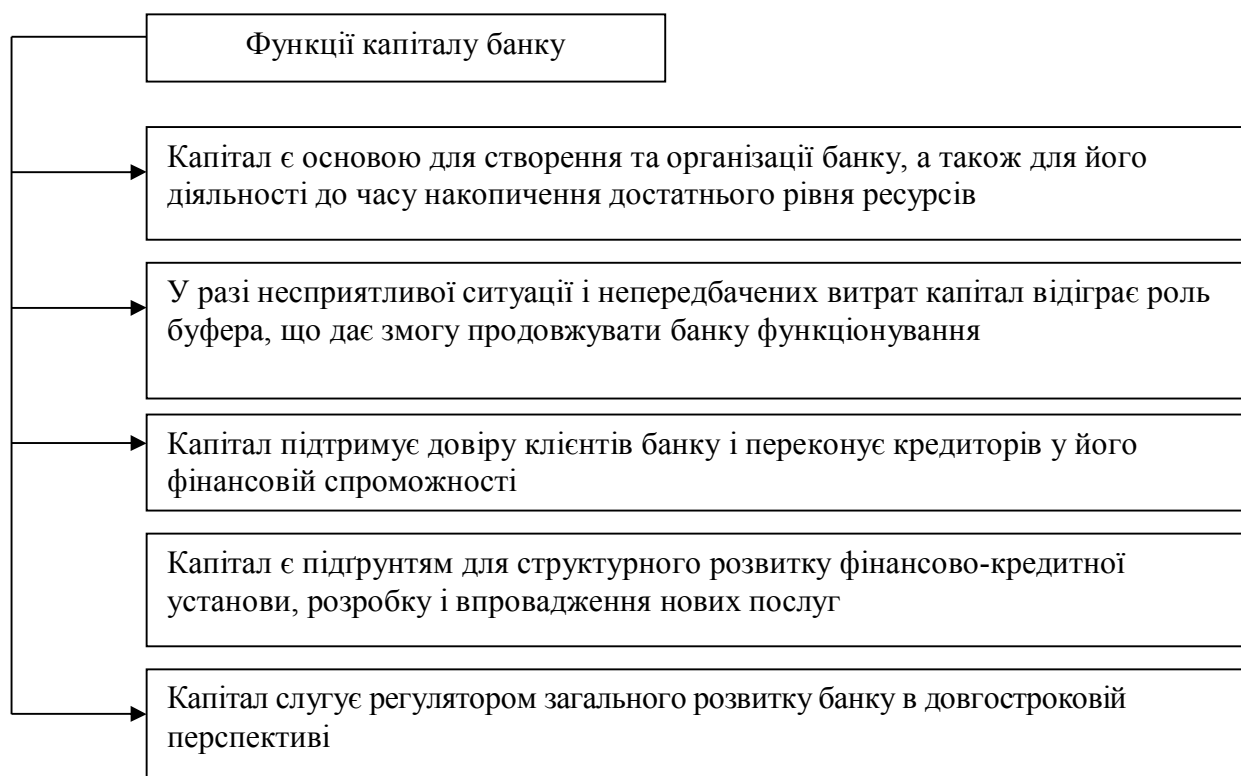 Функції капіталу банку
Капітал є основою для створення та організації банку, а також для його
діяльності до часу накопичення достатнього рівня ресурсів
У разі несприятливої ситуації і непередбачених витрат капітал відіграє роль
буфера, що дає змогу продовжувати банку функціонування
Капітал підтримує довіру клієнтів банку і переконує кредиторів у його
фінансовій спроможності
Капітал є підґрунтям для структурного розвитку фінансово-кредитної
установи, розробку і впровадження нових послуг
Капітал слугує регулятором загального розвитку банку в довгостроковій
перспективі